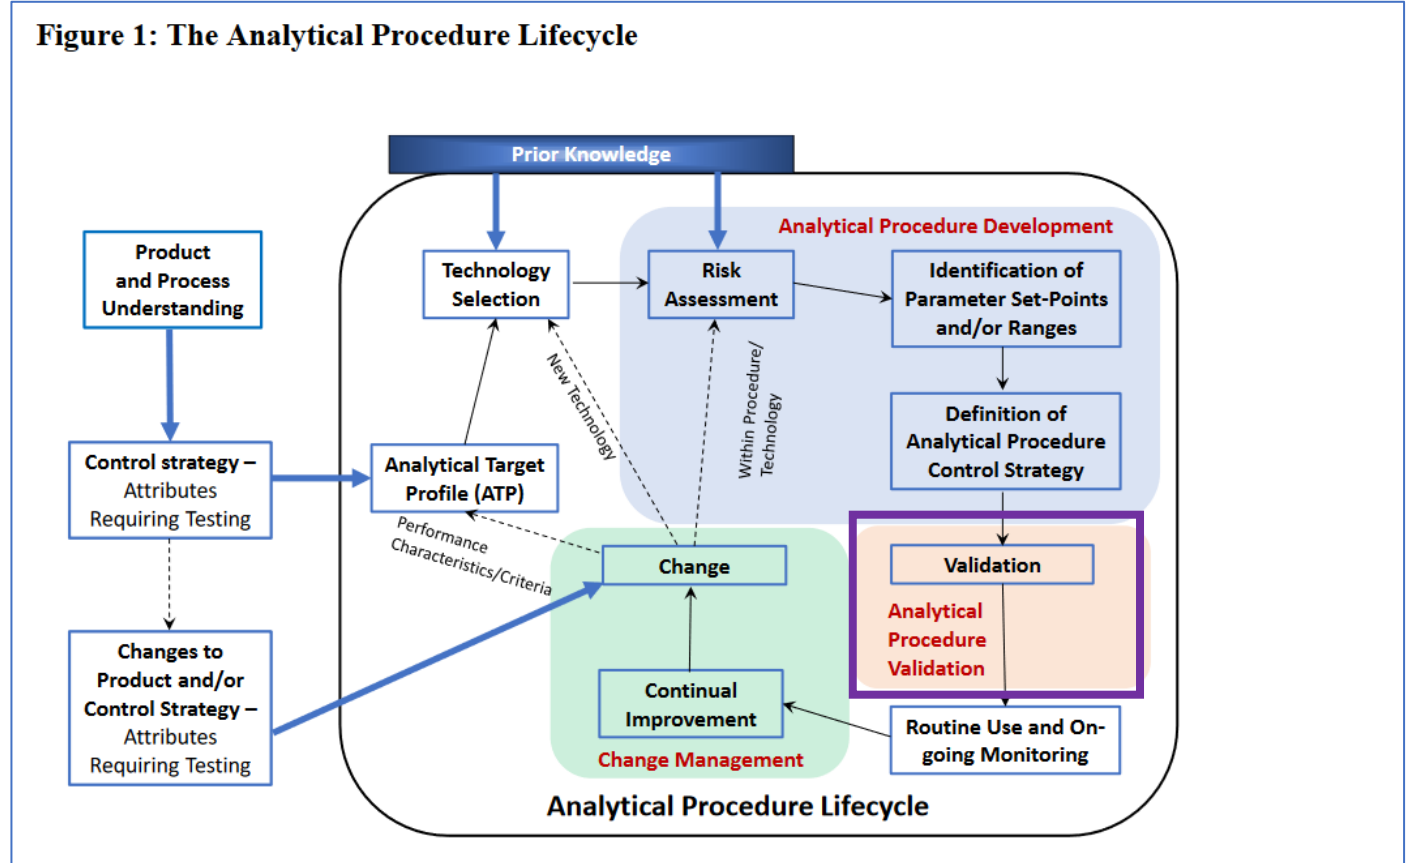 Figure 1: The Analytical Procedure Lifecycle
Prior Knowledge
Analytical Procedure Development
Product
and Process
Understanding
Technology
Selection
Risk
Assessment
Identification of
Parameter Set-Points
and/or Ranges
New Technology
Within Procedure/
Technology
Definition of
Analytical Procedure
Control Strategy
Control strategy –
Attributes
Requiring Testing
Analytical Target
Profile (ATP)
Performance
Characteristics/Criteria
Change
Validation
Analytical
Procedure
Validation
Changes to
Product and/or
Control Strategy –
Attributes
Requiring Testing
Continual
Improvement
Change Management
Routine Use and On-
going Monitoring
Analytical Procedure Lifecycle